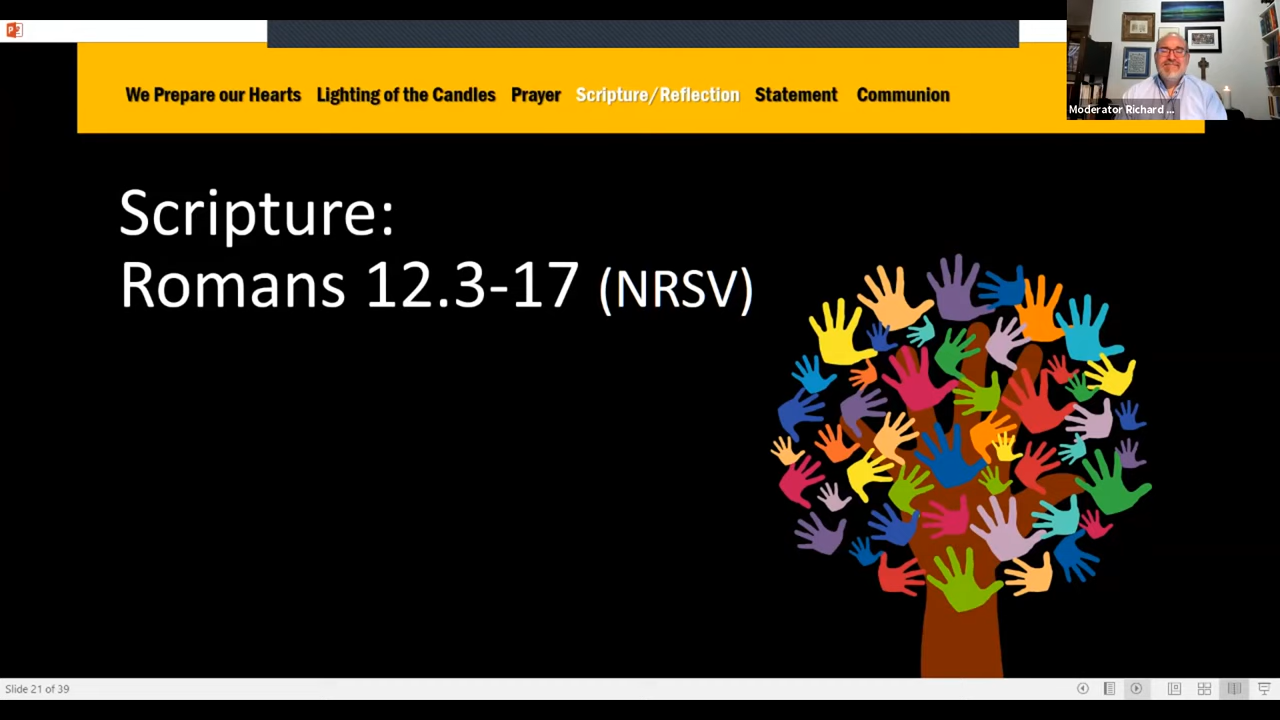 We Prepare our Hearts Lighting of the Candles Prayer Scripture/Reflection Statement Communion
Moderator Richard ...
Scripture:
Romans 12.3-17 (NRSV)
Slide 21 of 39